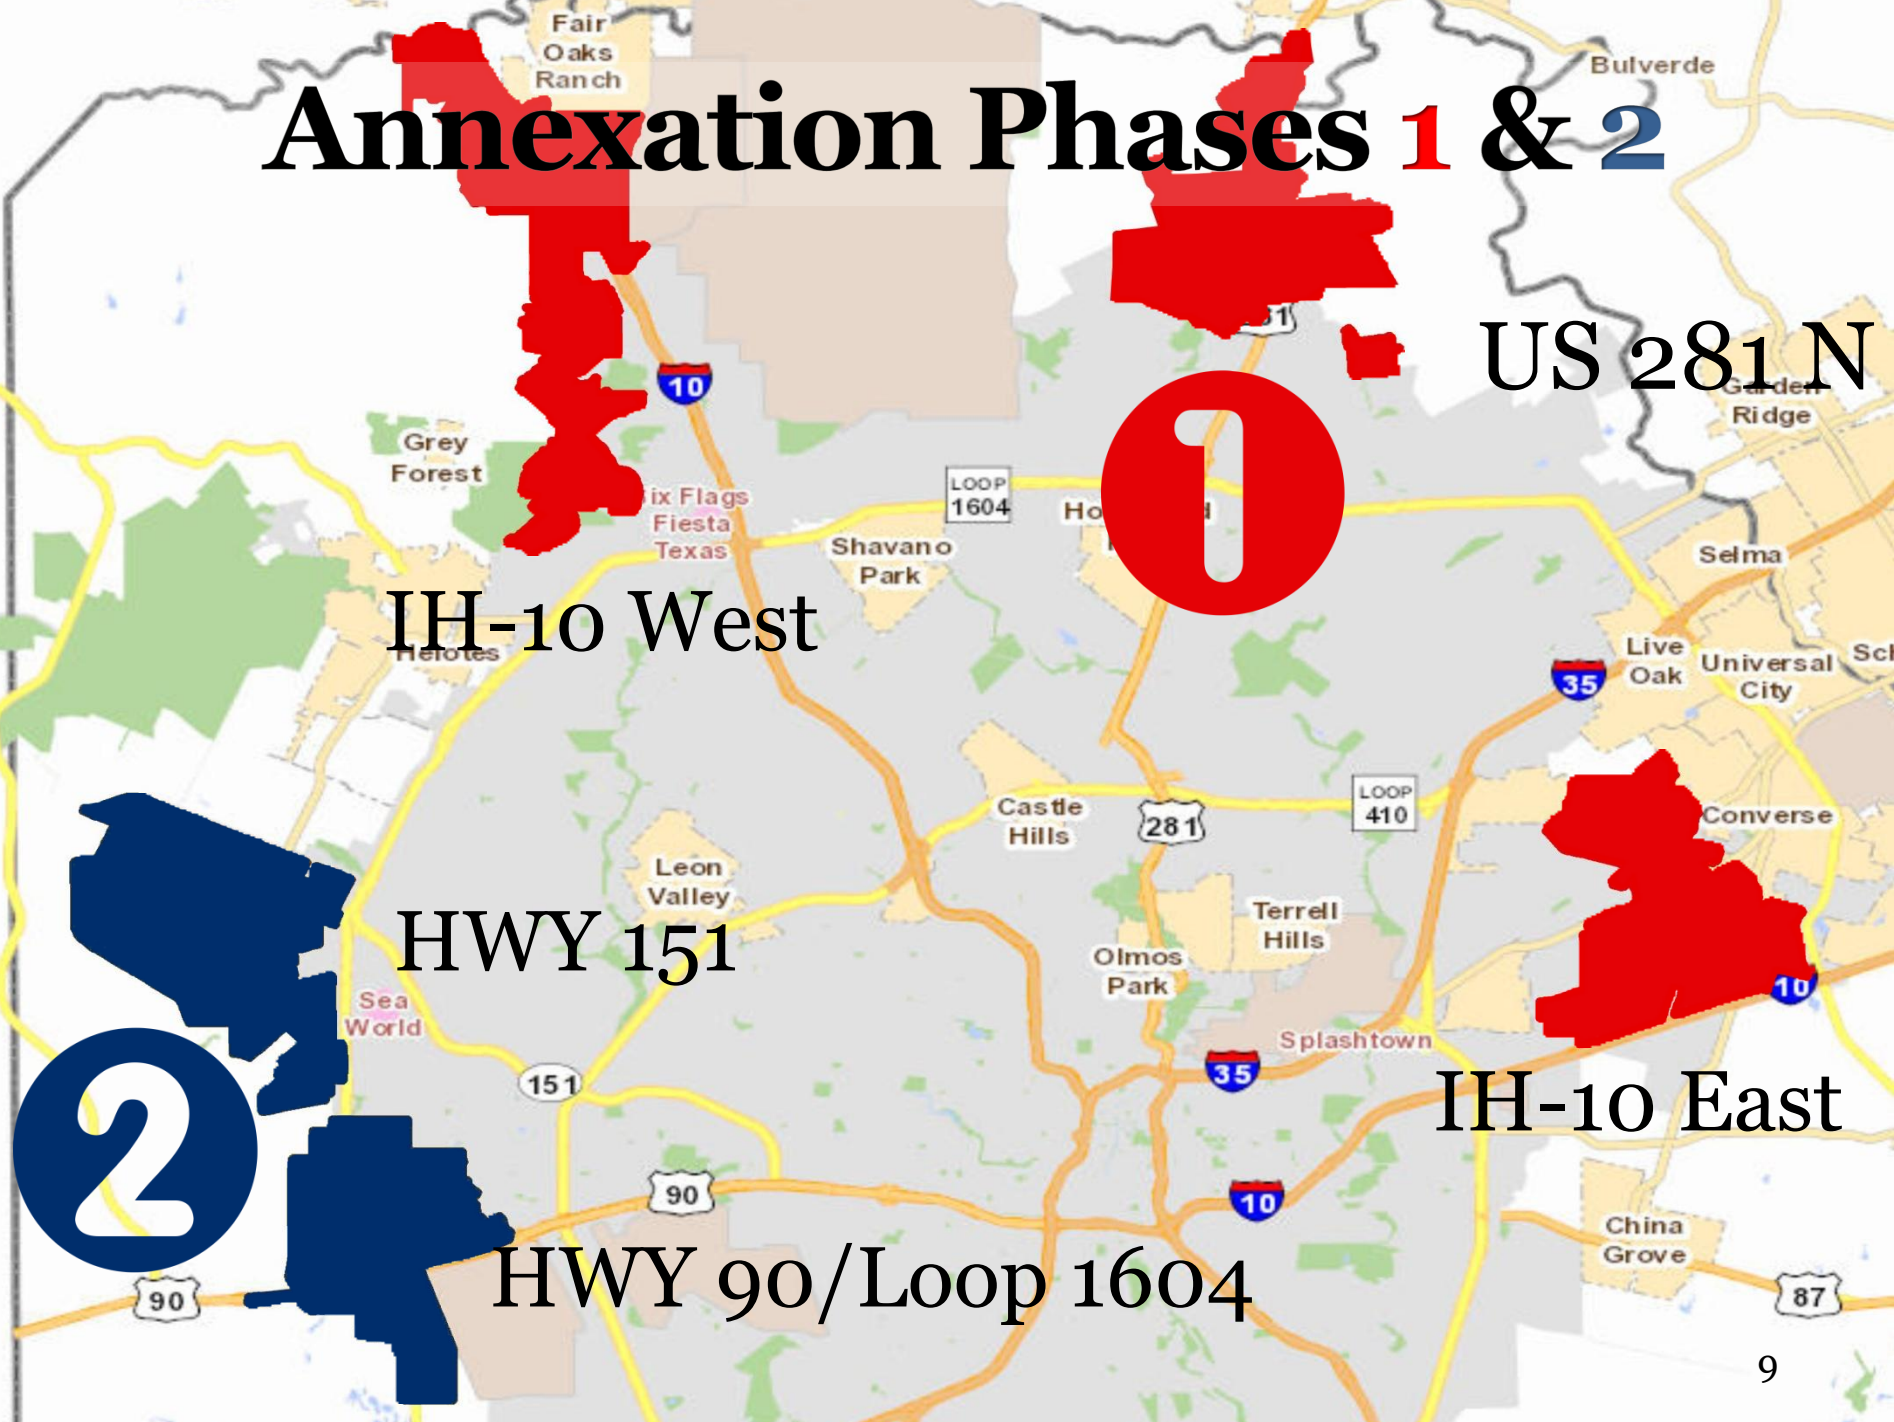 Fair
Oaks
Ranch
Bulverde
Annexation Phases 1 & 2
US 281 N
10
Garden
Ridge
Grey
Forest
LOOP
1604
ix Flags
Fiesta
Texas
1
Shavano
Park
Selma
IH-10 West
Helotes
Live
Oak
Universal
City
35
Castle
Hills
281
LOOP
410
Converse
Leon
Valley
HWY 151
Terrell
Hills
Olmos
Park
10
Sea
World
Splashtown
35
151
IH-10 East
2
90
10
China
Grove
HWY 90/Loop 1604
90
87
9